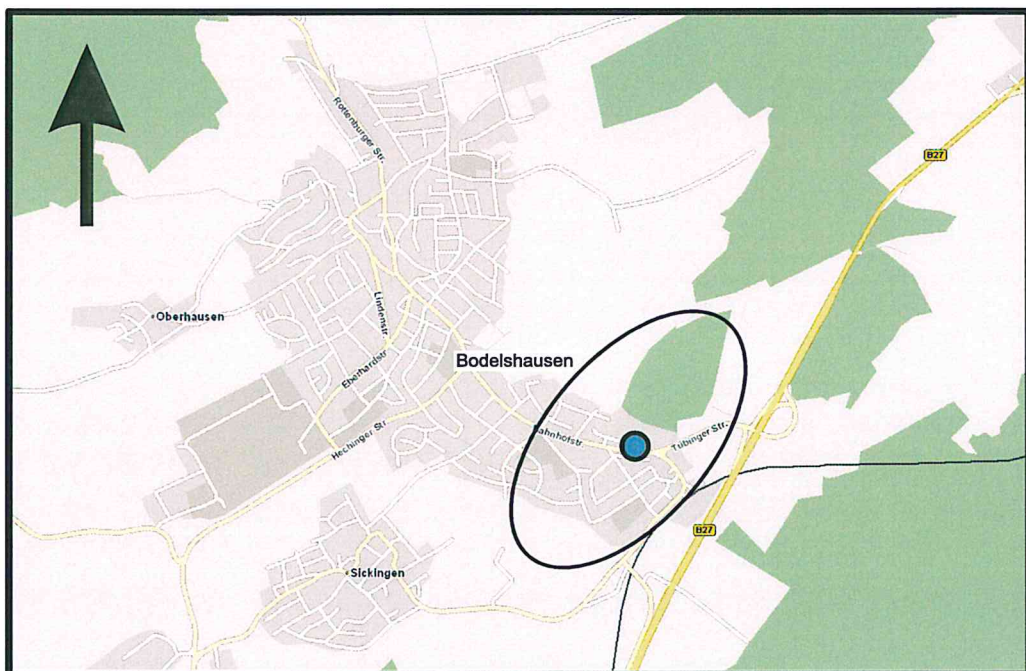 Rottenburger Str.
B27
Lindenstr.
Oberhausen
Bodelshausen
Eberhardstr.
Hechinger Str.
Bahnhofstr.
Tübinger Str.
B27
Sickingen